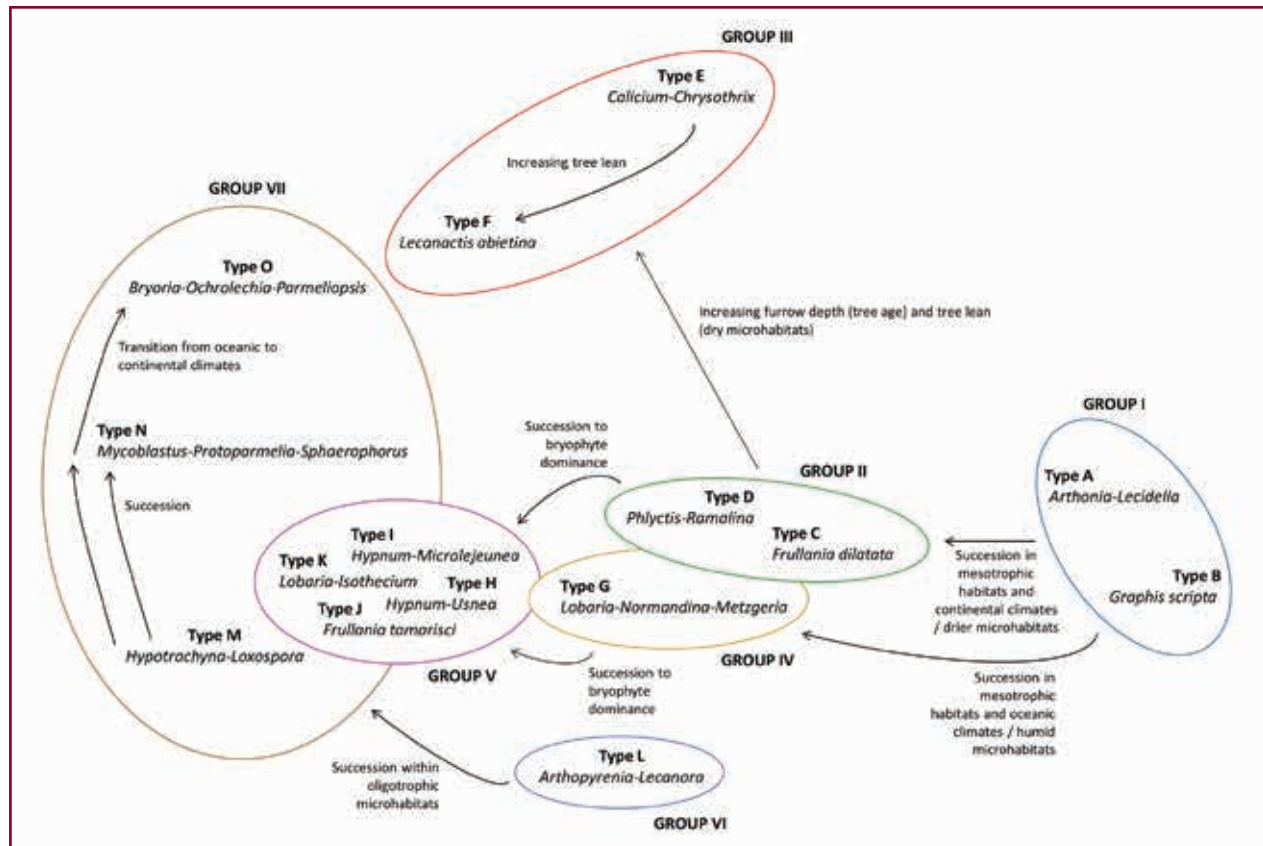 GROUP III
Type E
Calicium-Chrysothrix
Increasing tree lean
Type F
Lecanactis abietina
GROUP VII
Type O
Bryoria-Ochrolechia-Parmeliopsis
Transition from oceanic to
continental climates
Type N
Mycoblastus-Protoparmelia-Sphaerophorus
Succession
Type M
Hypotrachyna-Loxospora
Increasing furrow depth (tree age) and tree lean
(dry microhabitats)
Succession to
bryophyte
dominance
GROUP II
Type D
Phlyctis-Ramalina
Type C
Frullania dilatata
GROUP I
Type A
Arthonia-Lecidella
Type B
Graphis scripta
Succession in
mesotrophic
habitats and
continental climates
/ drier microhabitats
Type I
Hypnum-Microlejeunea
Type K
Lobaria-Isothecium
Type H
Hypnum-Usnea
Type J
Frullania tamarisci
GROUP V
Type G
Lobaria-Normandina-Metzgeria
GROUP IV
Succession to
bryophyte
dominance
Succession in
mesotrophic
habitats and oceanic
climates / humid
microhabitats
Succession within
oligotrophic
microhabitats
Type L
Arthopyrenia-Lecanora
GROUP VI